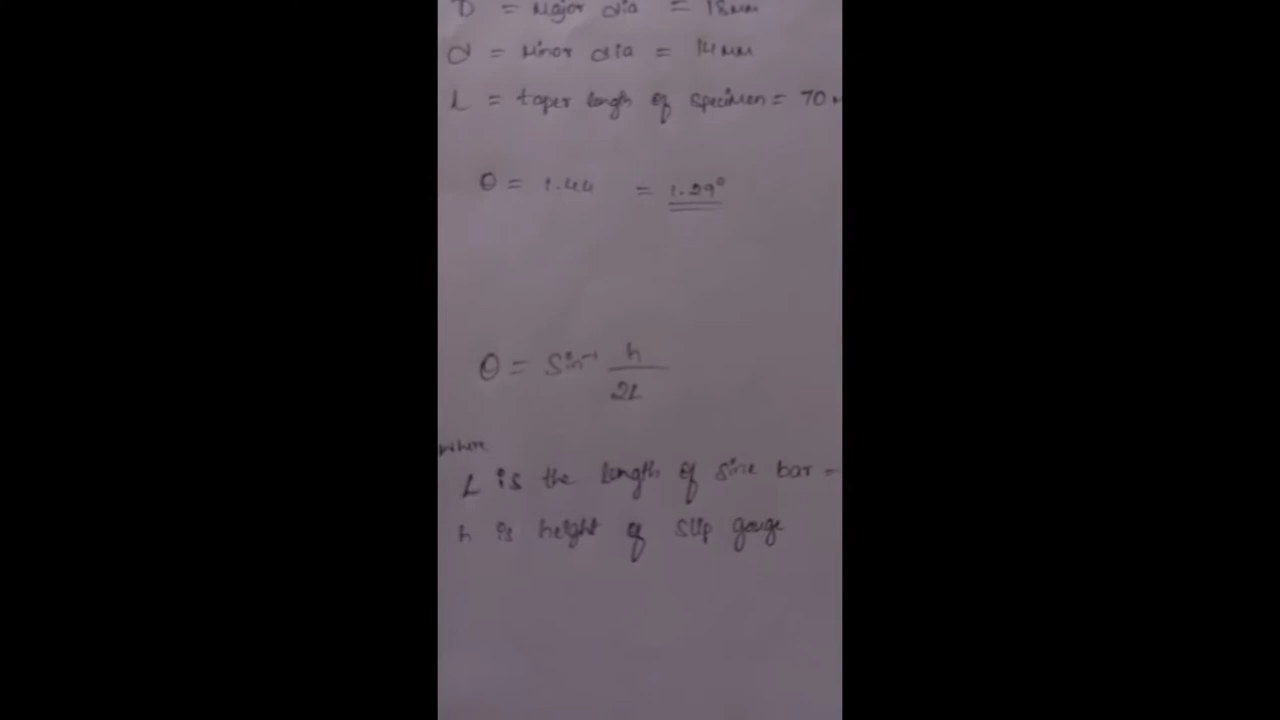 D = Major dia = 18mm
d = Minor dia = 14mm
L = taper length of specimen = 70
θ = 1.44 = 1.29°
θ = Sin⁻¹ h/2L
where
L is the length of sine bar =
h is height of slip gauge